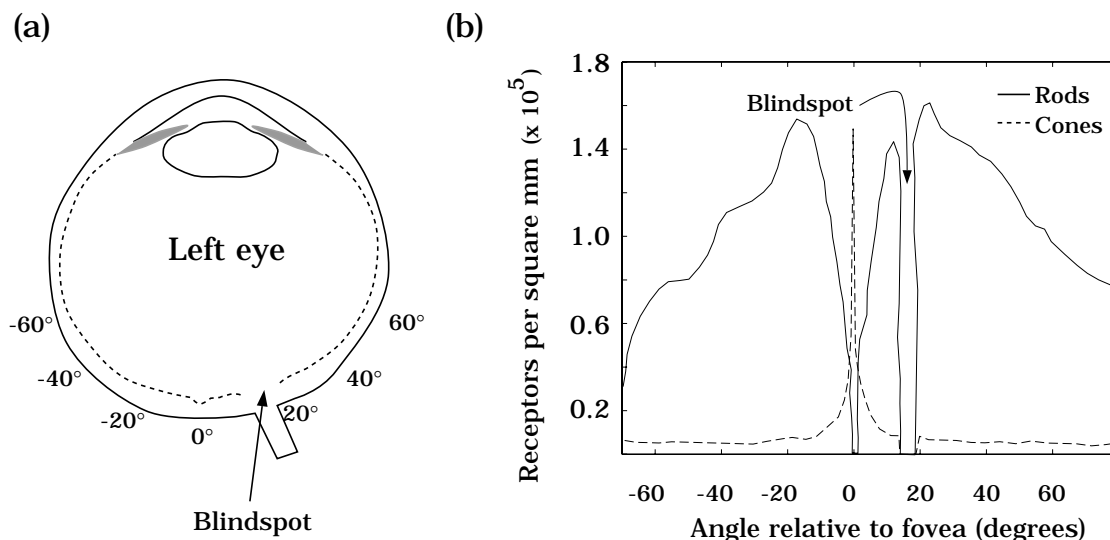 (a)
Left eye
-60°
-40°
-20°
0°
20°
40°
60°
Blindspot
(b)
Receptors per square mm (x 10⁵)
1.8
1.4
1.0
0.6
0.2
Blindspot
Rods
Cones
-60 -40 -20 0 20 40 60
Angle relative to fovea (degrees)